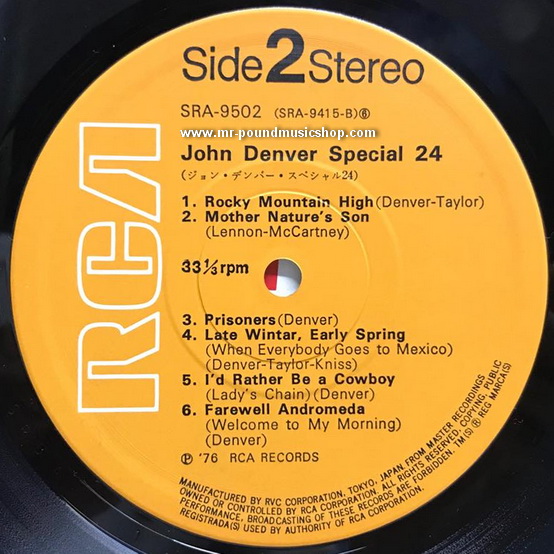 Side 2 Stereo
SRA-9502 (SRA-9415-B)⑥
www.mr-poundmusicshop.com
John Denver Special 24
(ジョン・デンバー・スペシャル24)
1. Rocky Mountain High (Denver-Taylor)
2. Mother Nature's Son
(Lennon-McCartney)
33⅓rpm
3. Prisoners (Denver)
4. Late Wintar, Early Spring
(When Everybody Goes to Mexico)
(Denver-Taylor-Kniss)
5. I'd Rather Be a Cowboy
(Lady's Chain) (Denver)
6. Farewell Andromeda
(Welcome to My Morning)
(Denver)
Ⓟ '76 RCA RECORDS
MANUFACTURED BY RVC CORPORATION, TOKYO, JAPAN, FROM MASTER RECORDINGS
OWNED OR CONTROLLED BY RCA CORPORATION. ALL RIGHTS RESERVED. COPYING, PUBLIC
PERFORMANCE, BROADCASTING OF THESE RECORDS ARE FORBIDDEN. TM(S) ® REG MARCA(S)
REGISTRADA(S) USED BY AUTHORITY OF RCA CORPORATION.
RCA